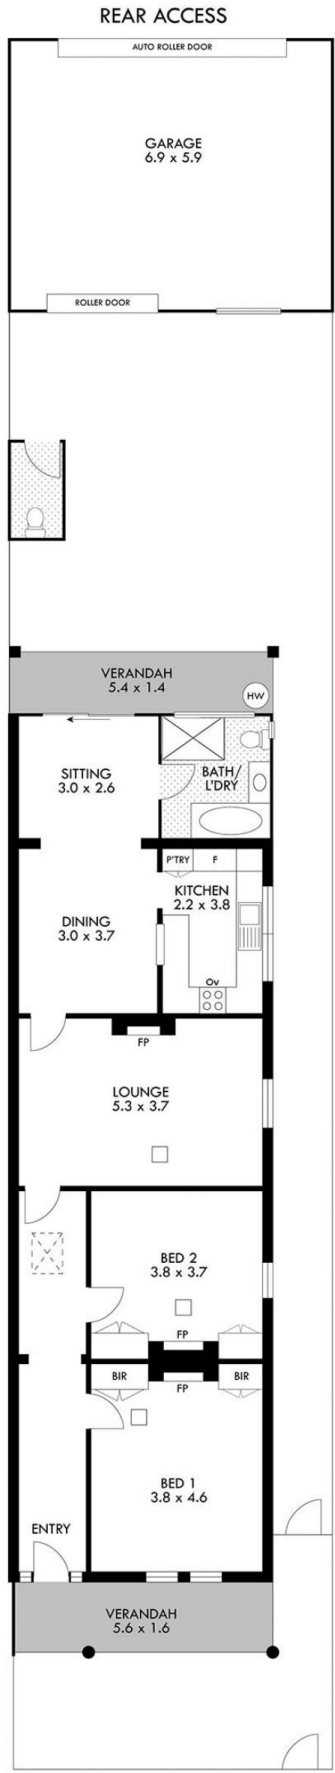 REAR ACCESS
AUTO ROLLER DOOR
GARAGE
6.9 x 5.9
ROLLER DOOR
VERANDAH
5.4 x 1.4
HW
SITTING
3.0 x 2.6
BATH/
L'DRY
P'TRY
F
KITCHEN
2.2 x 3.8
DINING
3.0 x 3.7
Ov
FP
LOUNGE
5.3 x 3.7
BED 2
3.8 x 3.7
FP
BIR
BIR
FP
BED 1
3.8 x 4.6
ENTRY
VERANDAH
5.6 x 1.6